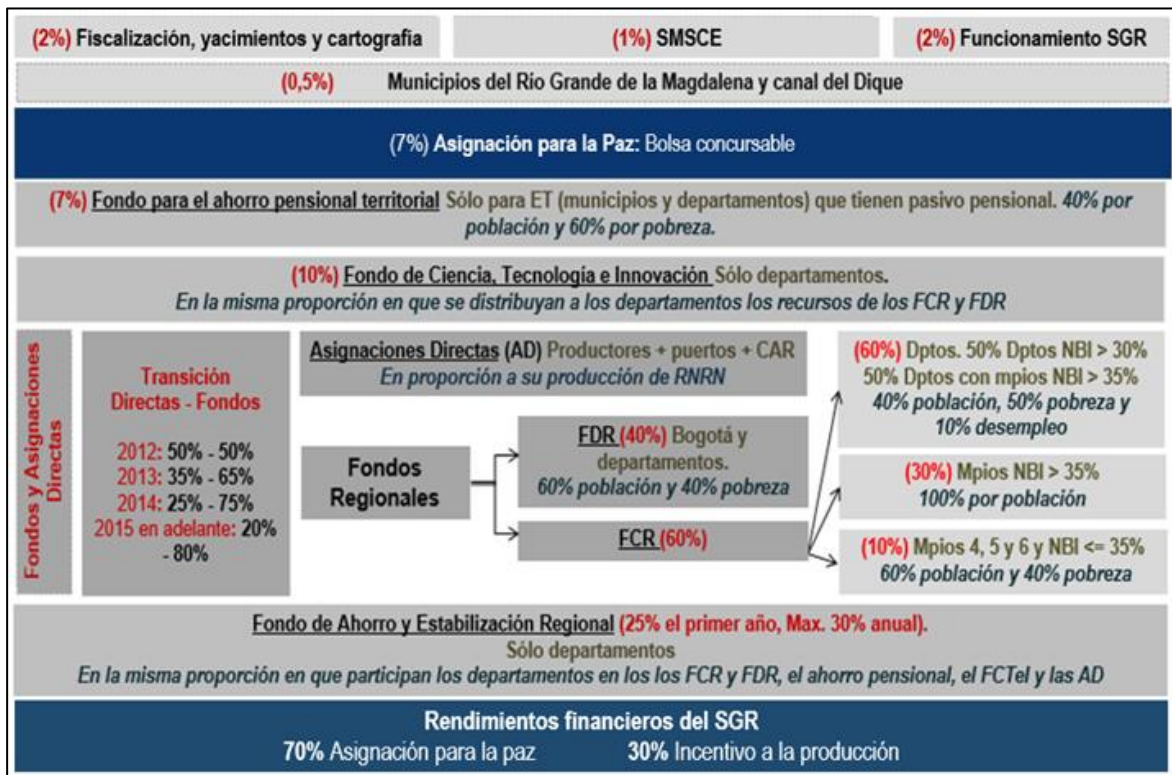 (2%) Fiscalización, yacimientos y cartografia
(1%) SMSCE
(2%) Funcionamiento SGR
(0,5%) Municipios del Río Grande de la Magdalena y canal del Dique
(7%) Asignación para la Paz: Bolsa concursable
(7%) Fondo para el ahorro pensional territorial Sólo para ET (municipios y departamentos) que tienen pasivo pensional. 40% por
población y 60% por pobreza.
(10%) Fondo de Ciencia, Tecnología e Innovación Sólo departamentos.
En la misma proporción en que se distribuyan a los departamentos los recursos de los FCR y FDR
Fondos y Asignaciones
Directas
Transición
Directas - Fondos
2012: 50% - 50%
2013: 35% - 65%
2014: 25% - 75%
2015 en adelante: 20%
- 80%
Asignaciones Directas (AD) Productores + puertos + CAR
En proporción a su producción de RNRN
Fondos
Regionales
FDR (40%) Bogotá y
departamentos.
60% población y 40% pobreza
FCR (60%)
(60%) Dptos. 50% Dptos NBI > 30%
50% Dptos con mpios NBI > 35%
40% población, 50% pobreza y
10% desempleo
(30%) Mpios NBI > 35%
100% por población
(10%) Mpios 4, 5 y 6 y NBI <= 35%
60% población y 40% pobreza
Fondo de Ahorro y Estabilización Regional (25% el primer año, Max. 30% anual).
Sólo departamentos
En la misma proporción en que participan los departamentos en los los FCR y FDR, el ahorro pensional, el FCTeI y las AD
Rendimientos financieros del SGR
70% Asignación para la paz 30% Incentivo a la producción